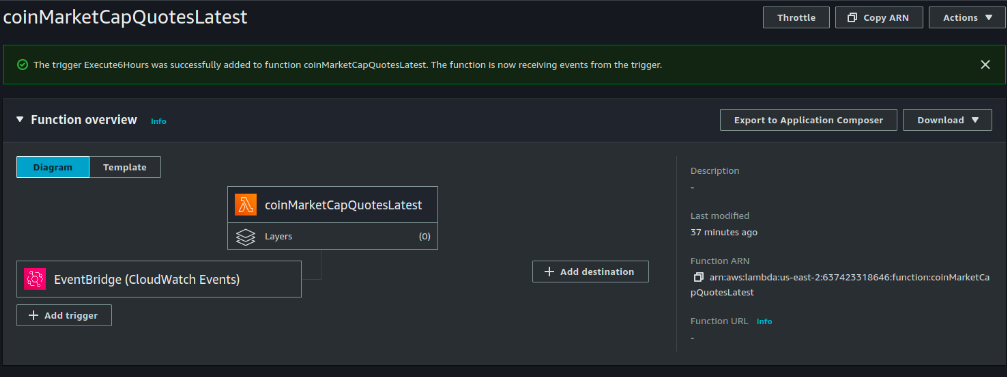 coinMarketCapQuotesLatest
Throttle
Copy ARN
Actions
The trigger Execute6Hours was successfully added to function coinMarketCapQuotesLatest. The function is now receiving events from the trigger.
Function overview
Info
Export to Application Composer
Download
Diagram
Template
coinMarketCapQuotesLatest
Layers
(0)
EventBridge (CloudWatch Events)
Add trigger
Add destination
Description
-
Last modified
37 minutes ago
Function ARN
arn:aws:lambda:us-east-2:637423318646:function:coinMarketCa
pQuotesLatest
Function URL
Info
-